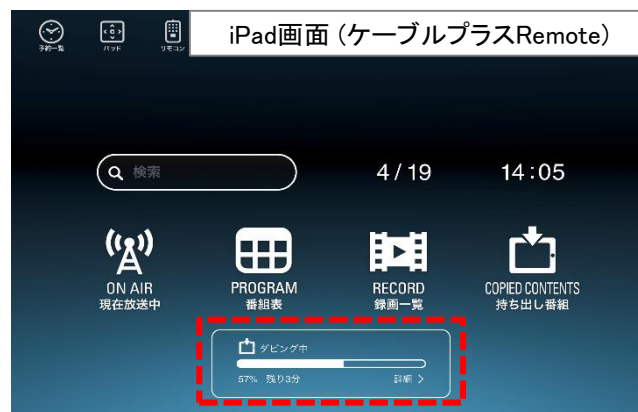 iPad画面（ケーブルプラスRemote）
予約一覧
パッド
リモコン
検索
4/19
14:05
ON AIR
現在放送中
PROGRAM
番組表
RECORD
録画一覧
COPIED CONTENTS
持ち出し番組
ダビング中
57% 残り3分
詳細 >